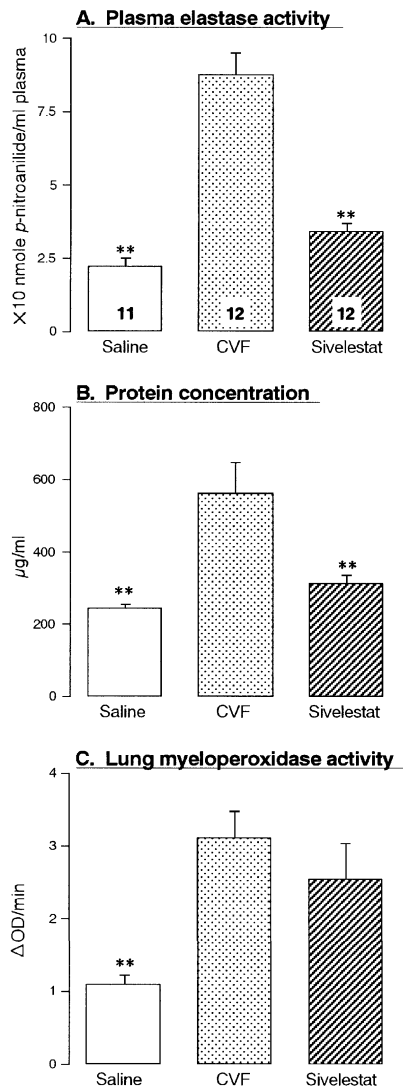 A. Plasma elastase activity
X10 nmole p-nitroanilide/ml plasma
10
7.5
5
2.5
0
**
**
11
12
12
Saline
CVF
Sivelestat
B. Protein concentration
µg/ml
800
600
400
200
0
**
**
Saline
CVF
Sivelestat
C. Lung myeloperoxidase activity
ΔOD/min
4
3
2
1
0
**
Saline
CVF
Sivelestat